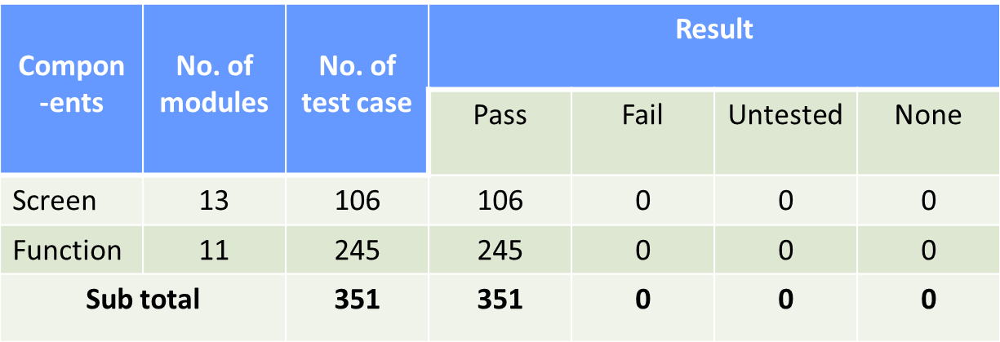 Compon
-ents
No. of
modules
No. of
test case
Result
Pass Fail Untested None
Screen 13 106 106 0 0 0
Function 11 245 245 0 0 0
Sub total 351 351 0 0 0